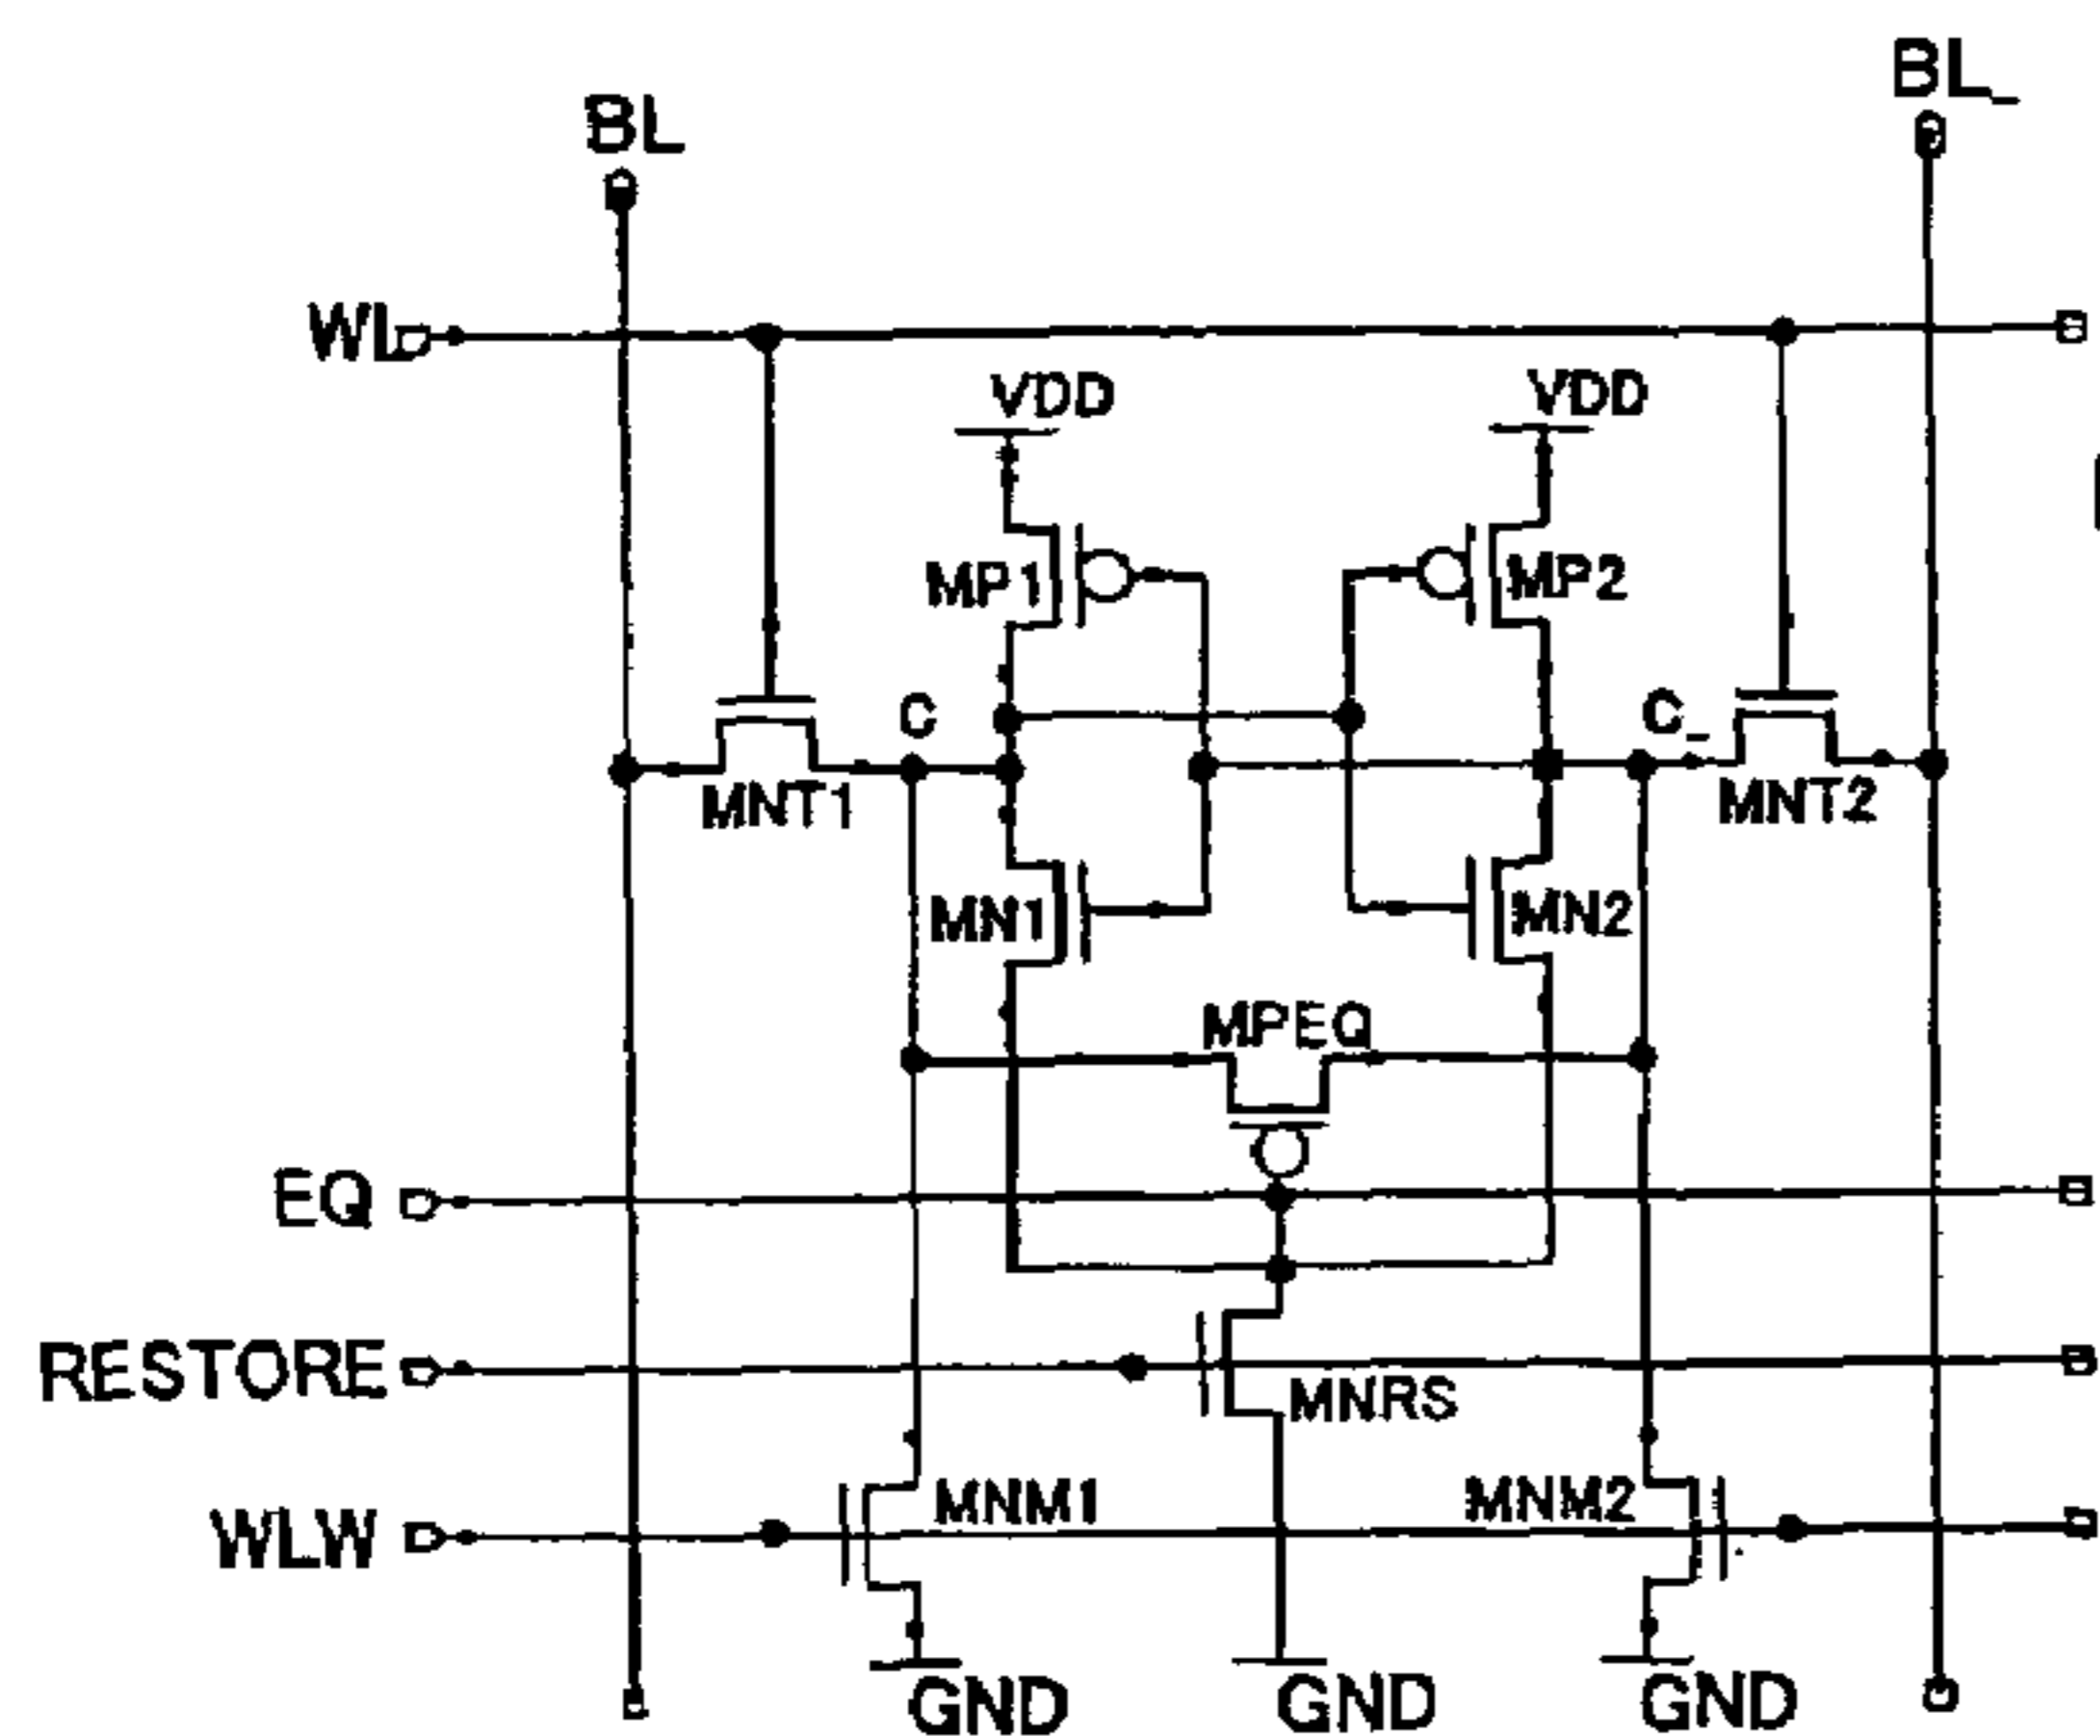 BL_
BL
WL
VDD
VDD
MP1
MP2
C
C_
MNT1
MNT2
MN1
MN2
MPEQ
EQ
RESTORE
MNRS
WLW
MNM1
MNM2
GND
GND
GND